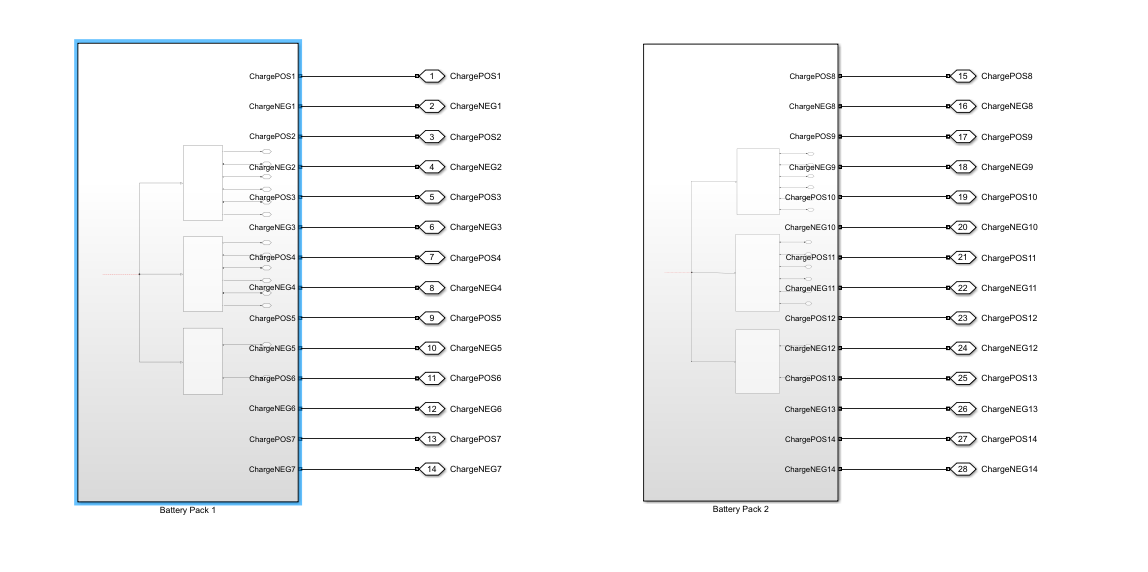 ChargePOS1 1 ChargePOS1
ChargeNEG1 2 ChargeNEG1
ChargePOS2 3 ChargePOS2
ChargeNEG2 4 ChargeNEG2
ChargePOS3 5 ChargePOS3
ChargeNEG3 6 ChargeNEG3
ChargePOS4 7 ChargePOS4
ChargeNEG4 8 ChargeNEG4
ChargePOS5 9 ChargePOS5
ChargeNEG5 10 ChargeNEG5
ChargePOS6 11 ChargePOS6
ChargeNEG6 12 ChargeNEG6
ChargePOS7 13 ChargePOS7
ChargeNEG7 14 ChargeNEG7
Battery Pack 1
ChargePOS8 15 ChargePOS8
ChargeNEG8 16 ChargeNEG8
ChargePOS9 17 ChargePOS9
ChargeNEG9 18 ChargeNEG9
ChargePOS10 19 ChargePOS10
ChargeNEG10 20 ChargeNEG10
ChargePOS11 21 ChargePOS11
ChargeNEG11 22 ChargeNEG11
ChargePOS12 23 ChargePOS12
ChargeNEG12 24 ChargeNEG12
ChargePOS13 25 ChargePOS13
ChargeNEG13 26 ChargeNEG13
ChargePOS14 27 ChargePOS14
ChargeNEG14 28 ChargeNEG14
Battery Pack 2